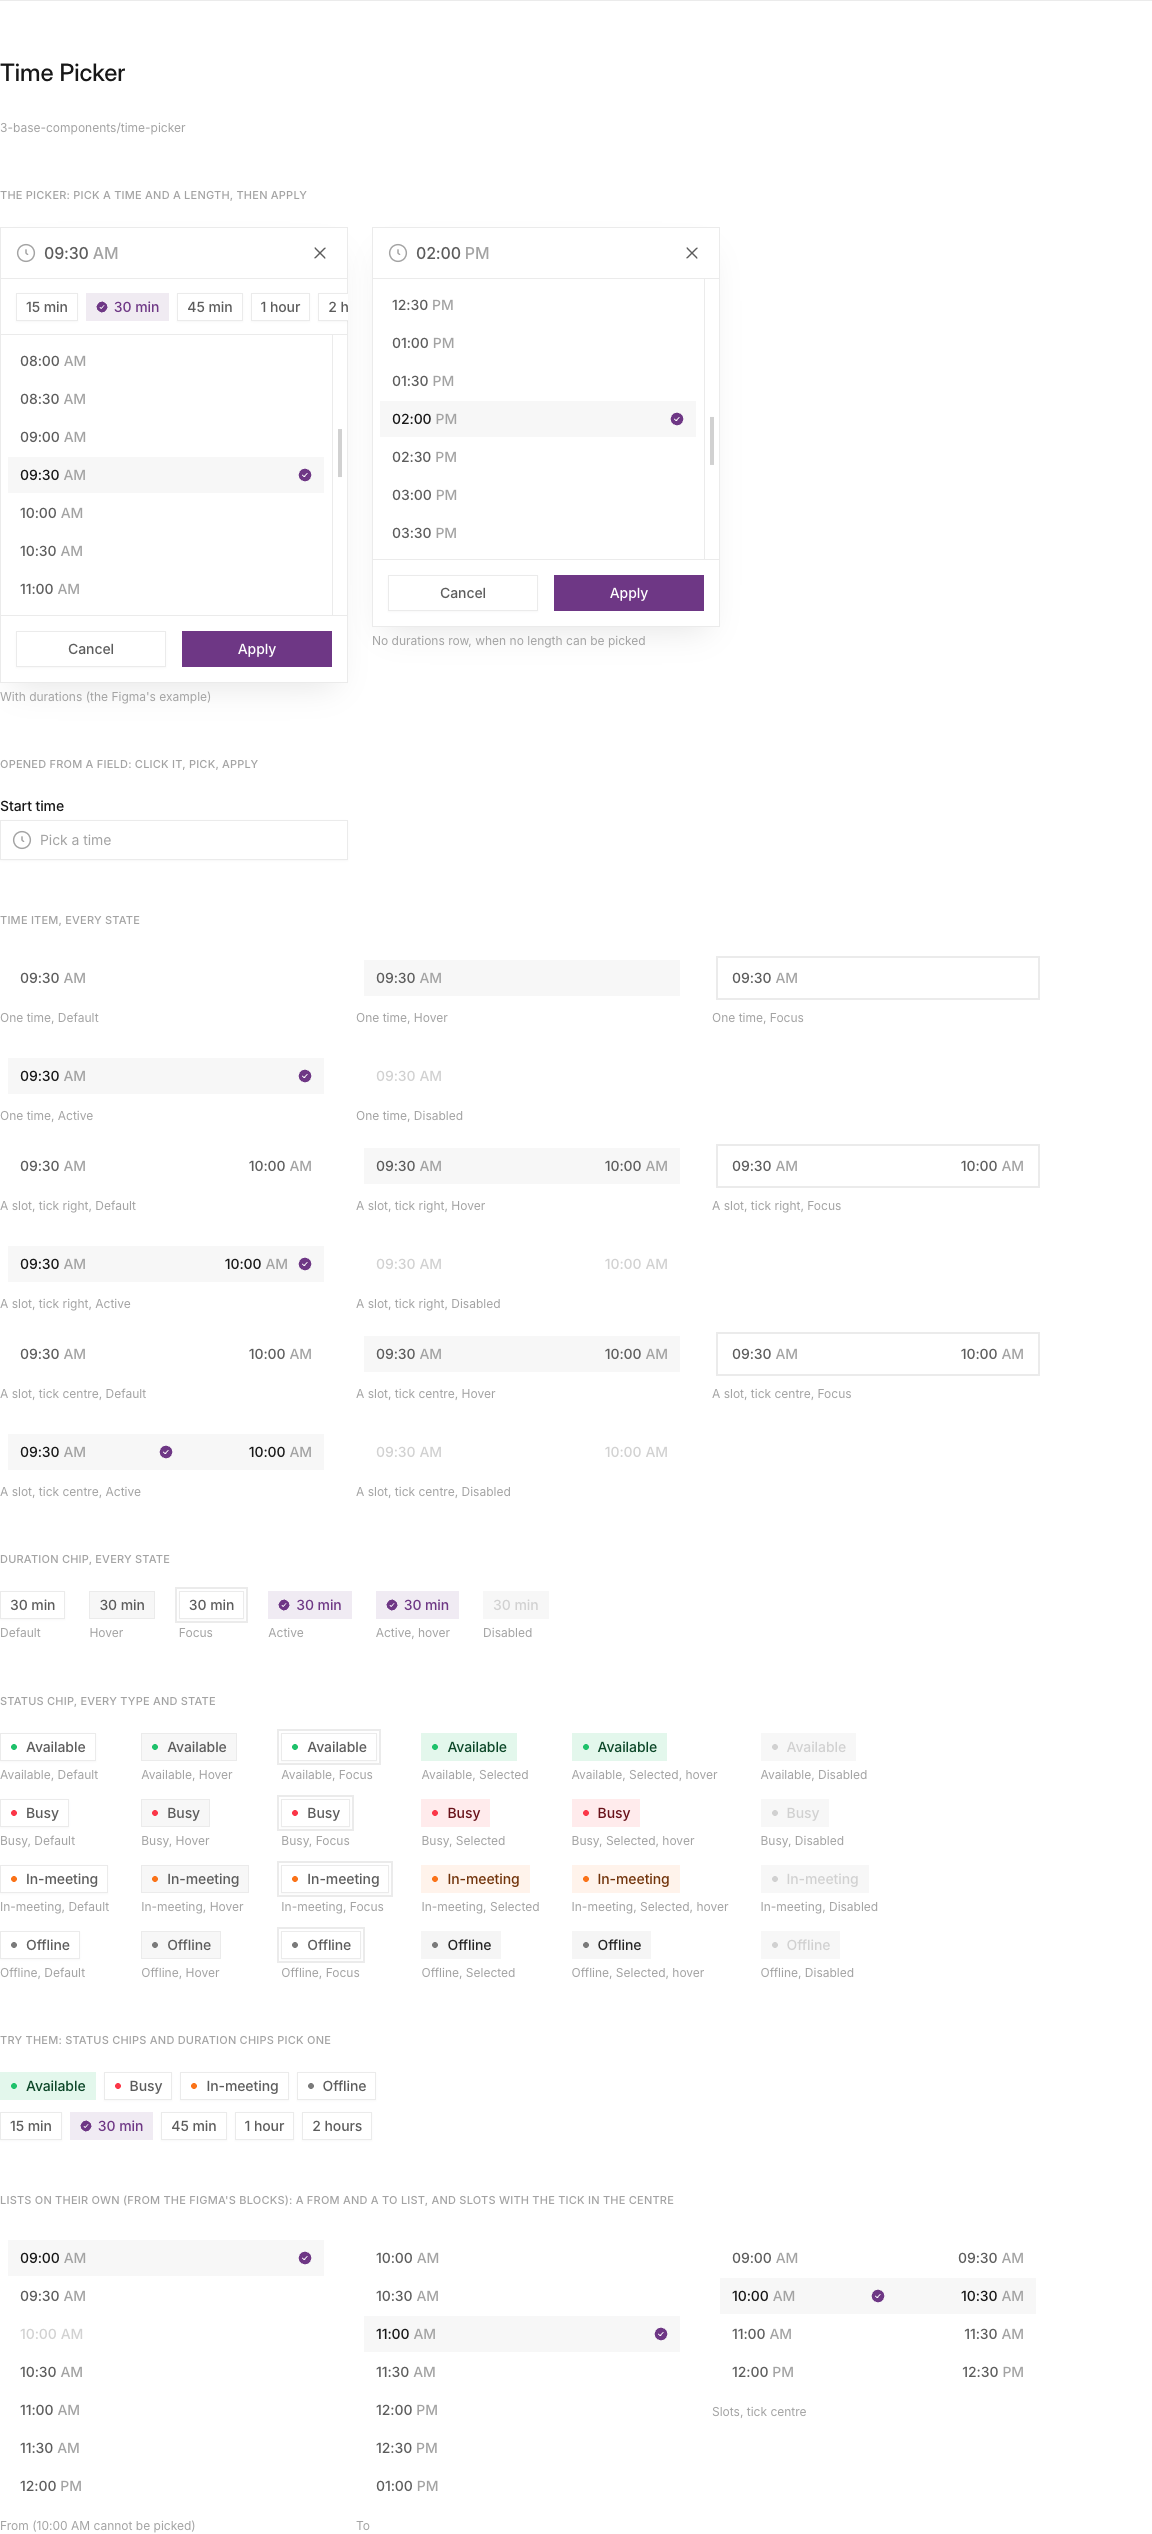 Time Picker
3-base-components/time-picker
THE PICKER: PICK A TIME AND A LENGTH, THEN APPLY
09:30 AM
15 min 30 min 45 min 1 hour 2 h
08:00 AM
08:30 AM
09:00 AM
09:30 AM
10:00 AM
10:30 AM
11:00 AM
Cancel Apply
With durations (the Figma's example)
02:00 PM
12:30 PM
01:00 PM
01:30 PM
02:00 PM
02:30 PM
03:00 PM
03:30 PM
Cancel Apply
No durations row, when no length can be picked
OPENED FROM A FIELD: CLICK IT, PICK, APPLY
Start time
Pick a time
TIME ITEM, EVERY STATE
09:30 AM 09:30 AM 09:30 AM
One time, Default One time, Hover One time, Focus
09:30 AM 09:30 AM
One time, Active One time, Disabled
09:30 AM 10:00 AM 09:30 AM 10:00 AM 09:30 AM 10:00 AM
A slot, tick right, Default A slot, tick right, Hover A slot, tick right, Focus
09:30 AM 10:00 AM 09:30 AM 10:00 AM
A slot, tick right, Active A slot, tick right, Disabled
09:30 AM 10:00 AM 09:30 AM 10:00 AM 09:30 AM 10:00 AM
A slot, tick centre, Default A slot, tick centre, Hover A slot, tick centre, Focus
09:30 AM 10:00 AM 09:30 AM 10:00 AM
A slot, tick centre, Active A slot, tick centre, Disabled
DURATION CHIP, EVERY STATE
30 min 30 min 30 min 30 min 30 min 30 min
Default Hover Focus Active Active, hover Disabled
STATUS CHIP, EVERY TYPE AND STATE
Available Available Available Available Available Available
Available, Default Available, Hover Available, Focus Available, Selected Available, Selected, hover Available, Disabled
Busy Busy Busy Busy Busy Busy
Busy, Default Busy, Hover Busy, Focus Busy, Selected Busy, Selected, hover Busy, Disabled
In-meeting In-meeting In-meeting In-meeting In-meeting In-meeting
In-meeting, Default In-meeting, Hover In-meeting, Focus In-meeting, Selected In-meeting, Selected, hover In-meeting, Disabled
Offline Offline Offline Offline Offline Offline
Offline, Default Offline, Hover Offline, Focus Offline, Selected Offline, Selected, hover Offline, Disabled
TRY THEM: STATUS CHIPS AND DURATION CHIPS PICK ONE
Available Busy In-meeting Offline
15 min 30 min 45 min 1 hour 2 hours
LISTS ON THEIR OWN (FROM THE FIGMA'S BLOCKS): A FROM AND A TO LIST, AND SLOTS WITH THE TICK IN THE CENTRE
09:00 AM
09:30 AM
10:00 AM
10:30 AM
11:00 AM
11:30 AM
12:00 PM
From (10:00 AM cannot be picked)
10:00 AM
10:30 AM
11:00 AM
11:30 AM
12:00 PM
12:30 PM
01:00 PM
To
09:00 AM 09:30 AM
10:00 AM 10:30 AM
11:00 AM 11:30 AM
12:00 PM 12:30 PM
Slots, tick centre